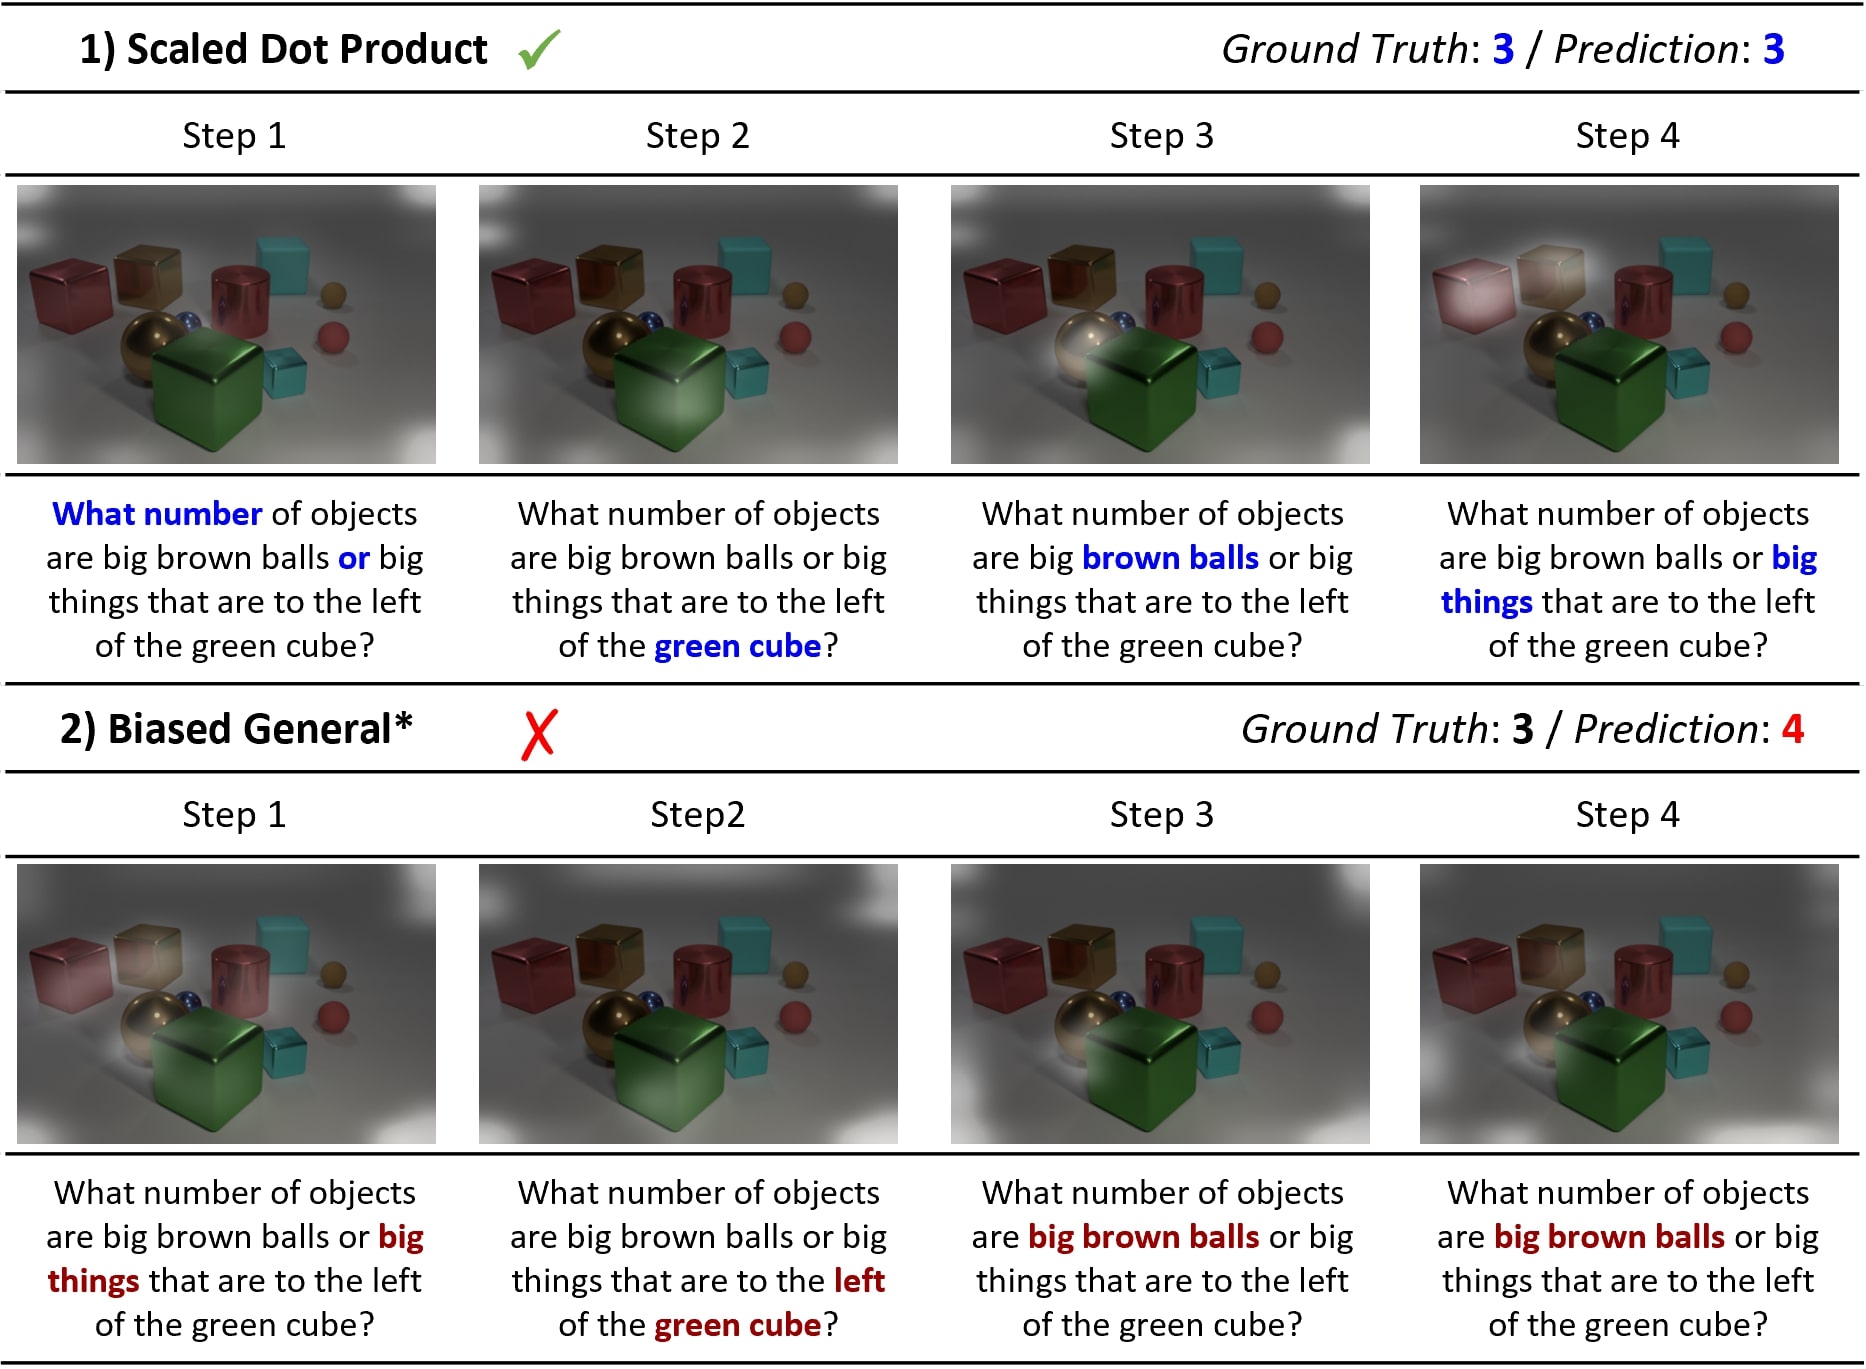 1) Scaled Dot Product ✓ Ground Truth: 3 / Prediction: 3
Step 1 Step 2 Step 3 Step 4
What number of objects
are big brown balls or big
things that are to the left
of the green cube?
What number of objects
are big brown balls or big
things that are to the left
of the green cube?
What number of objects
are big brown balls or big
things that are to the left
of the green cube?
What number of objects
are big brown balls or big
things that are to the left
of the green cube?
2) Biased General* ✗ Ground Truth: 3 / Prediction: 4
Step 1 Step2 Step 3 Step 4
What number of objects
are big brown balls or big
things that are to the left
of the green cube?
What number of objects
are big brown balls or big
things that are to the left
of the green cube?
What number of objects
are big brown balls or big
things that are to the left
of the green cube?
What number of objects
are big brown balls or big
things that are to the left
of the green cube?